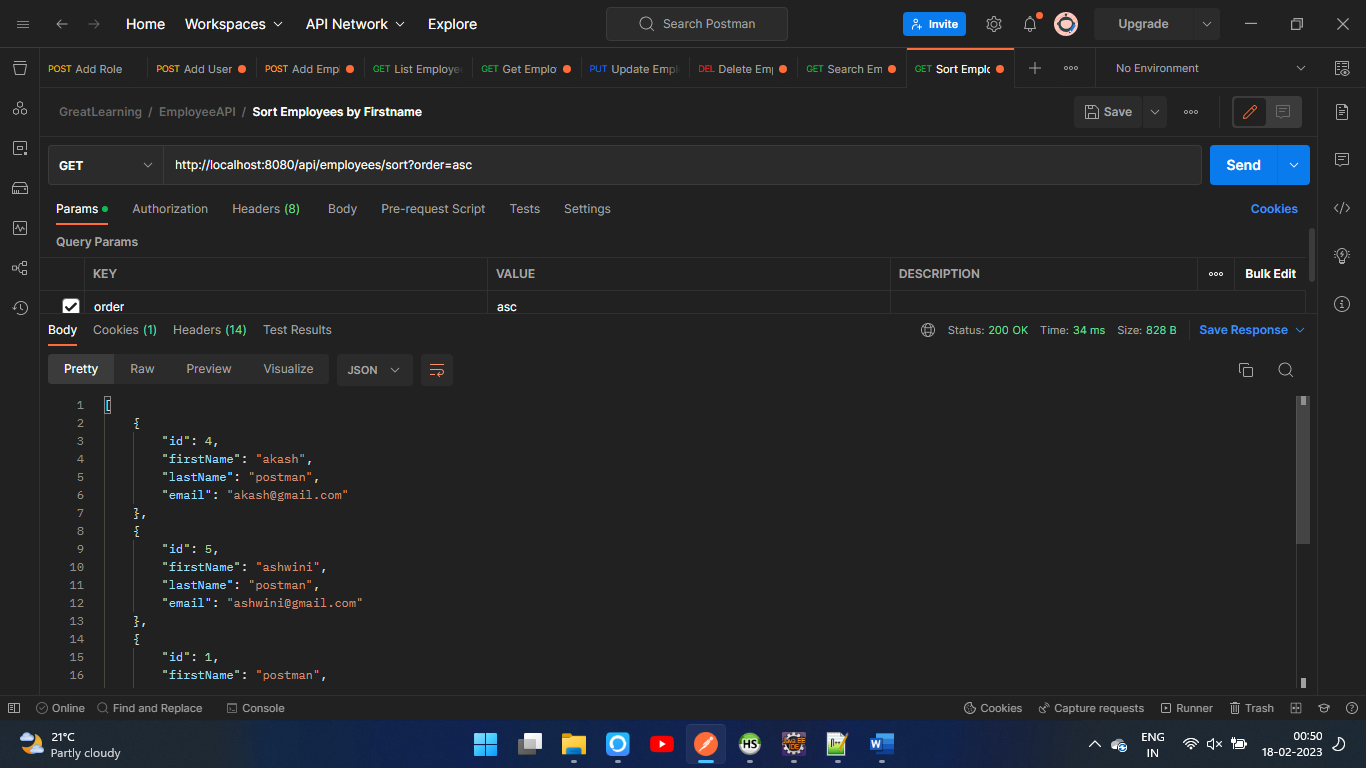 Home Workspaces API Network Explore Search Postman Invite Upgrade
POST Add Role POST Add User POST Add Emp GET List Employe GET Get Emplo PUT Update Empl DEL Delete Em GET Search Em GET Sort Emplo No Environment
GreatLearning / EmployeeAPI / Sort Employees by Firstname Save
GET http://localhost:8080/api/employees/sort?order=asc Send
Params Authorization Headers (8) Body Pre-request Script Tests Settings Cookies
Query Params
KEY VALUE DESCRIPTION Bulk Edit
order asc
Body Cookies (1) Headers (14) Test Results Status: 200 OK Time: 34 ms Size: 828 B Save Response
Pretty Raw Preview Visualize JSON
1 [
2 {
3 "id": 4,
4 "firstName": "akash",
5 "lastName": "postman",
6 "email": "akash@gmail.com"
7 },
8 {
9 "id": 5,
10 "firstName": "ashwini",
11 "lastName": "postman",
12 "email": "ashwini@gmail.com"
13 },
14 {
15 "id": 1,
16 "firstName": "postman",
Online Find and Replace Console Cookies Capture requests Runner Trash
21°C
Partly cloudy
HS
ENG
IN
00:50
18-02-2023